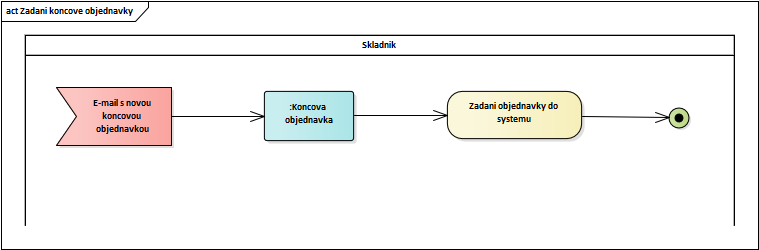 act Zadani koncove objednavky
Skladnik
E-mail s novou
koncovou
objednavkou
:Koncova
objednavka
Zadani objednavky do
systemu